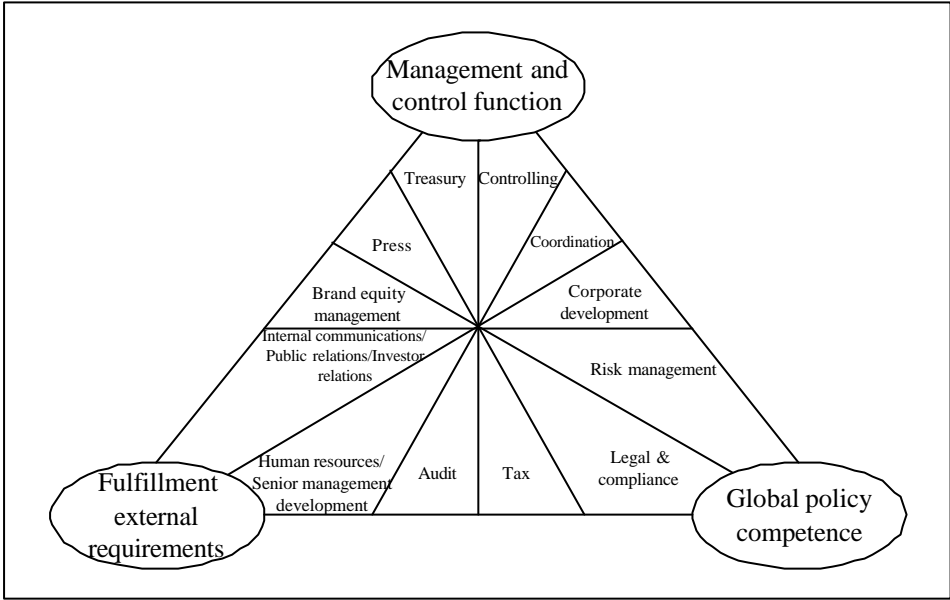 Management and
control function
Treasury
Controlling
Press
Coordination
Brand equity
management
Corporate
development
Internal communications/
Public relations/Investor
relations
Risk management
Human resources/
Senior management
development
Audit
Tax
Legal &
compliance
Fulfillment
external
requirements
Global policy
competence